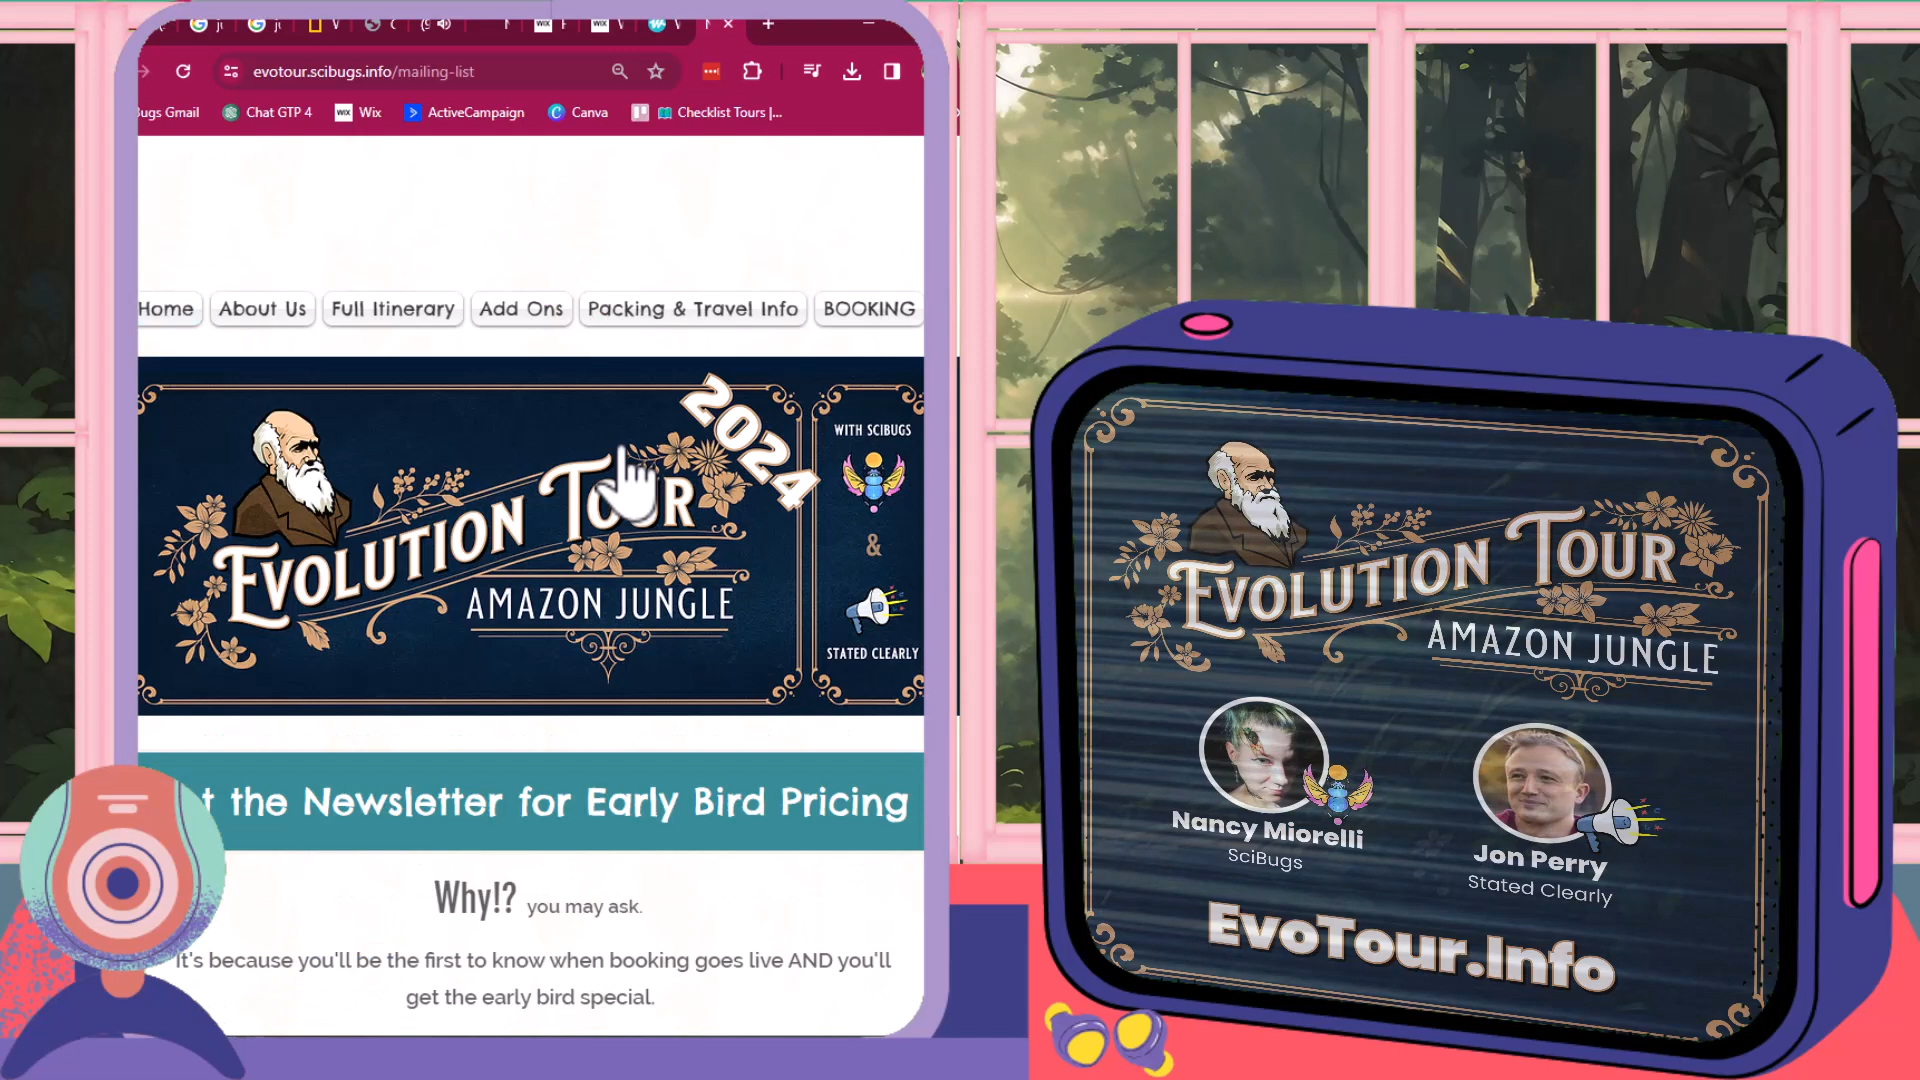 evotour.scibugs.info/mailing-list
Bugs Gmail
Chat GTP 4
WIX Wix
ActiveCampaign
Canva
Checklist Tours |...
Home
About Us
Full Itinerary
Add Ons
Packing & Travel Info
BOOKING
2024
EVOLUTION TOUR
AMAZON JUNGLE
WITH SCIBUGS
&
STATED CLEARLY
t the Newsletter for Early Bird Pricing
Why!? you may ask.
It's because you'll be the first to know when booking goes live AND you'll
get the early bird special.
EVOLUTION TOUR
AMAZON JUNGLE
Nancy Miorelli
SciBugs
Jon Perry
Stated Clearly
EvoTour.Info